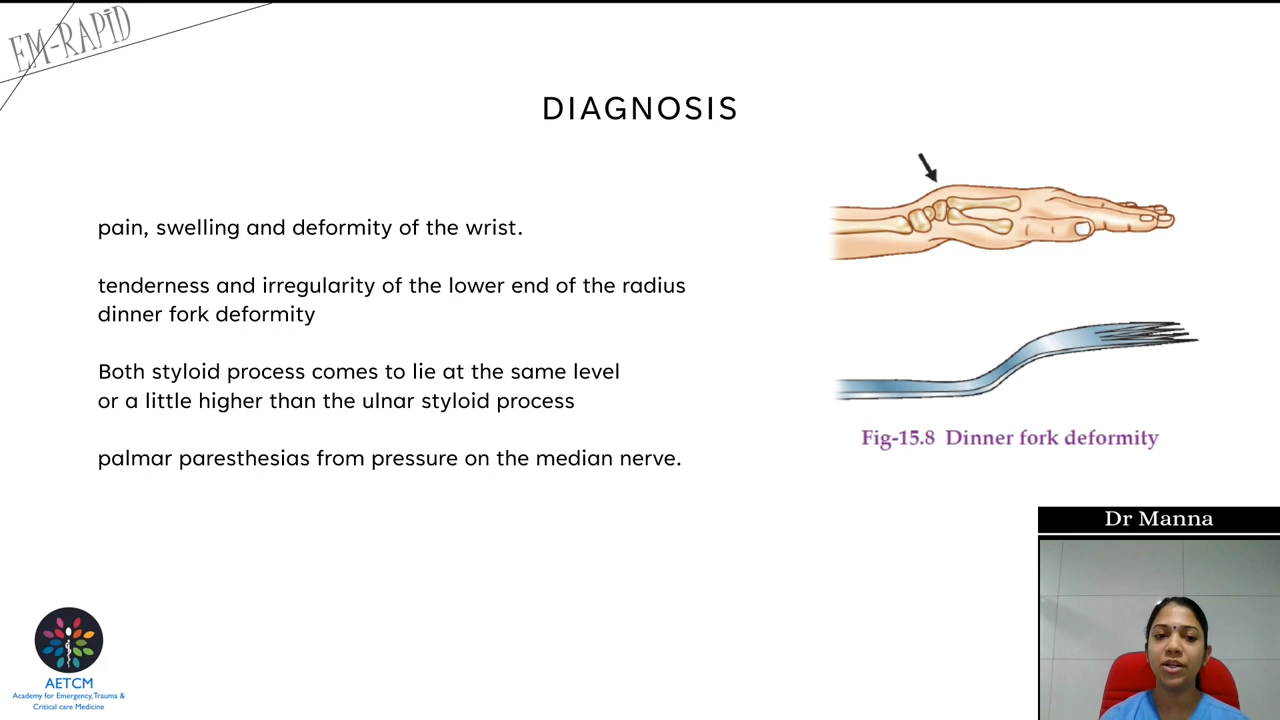 EM-RAPiD
DIAGNOSIS
pain, swelling and deformity of the wrist.
tenderness and irregularity of the lower end of the radius
dinner fork deformity
Both styloid process comes to lie at the same level
or a little higher than the ulnar styloid process
palmar paresthesias from pressure on the median nerve.
Fig-15.8 Dinner fork deformity
Dr Manna
AETCM
Academy for Emergency, Trauma &
Critical care Medicine